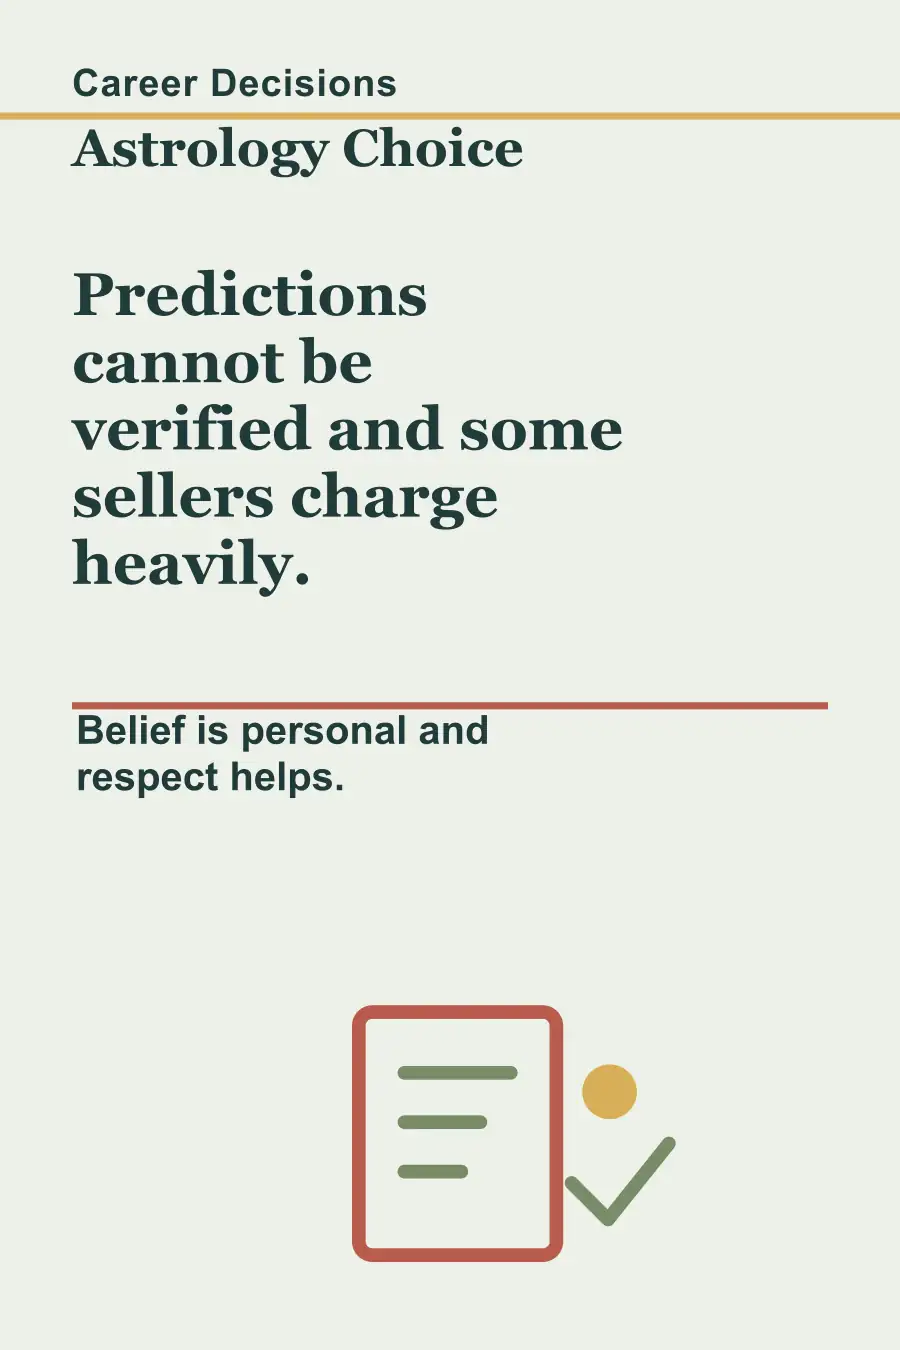 Career Decisions
Astrology Choice
Predictions
cannot be
verified and some
sellers charge
heavily.
Belief is personal and
respect helps.